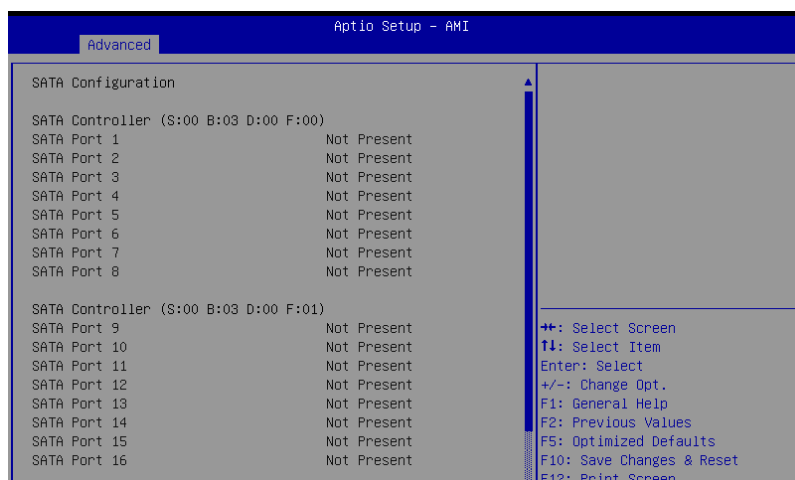 Aptio Setup - AMI
Advanced
SATA Configuration
SATA Controller (S:00 B:03 D:00 F:00)
SATA Port 1 Not Present
SATA Port 2 Not Present
SATA Port 3 Not Present
SATA Port 4 Not Present
SATA Port 5 Not Present
SATA Port 6 Not Present
SATA Port 7 Not Present
SATA Port 8 Not Present
SATA Controller (S:00 B:03 D:00 F:01)
SATA Port 9 Not Present
SATA Port 10 Not Present
SATA Port 11 Not Present
SATA Port 12 Not Present
SATA Port 13 Not Present
SATA Port 14 Not Present
SATA Port 15 Not Present
SATA Port 16 Not Present
→←: Select Screen
↑↓: Select Item
Enter: Select
+/-: Change Opt.
F1: General Help
F2: Previous Values
F5: Optimized Defaults
F10: Save Changes & Reset
F12: Print Screen